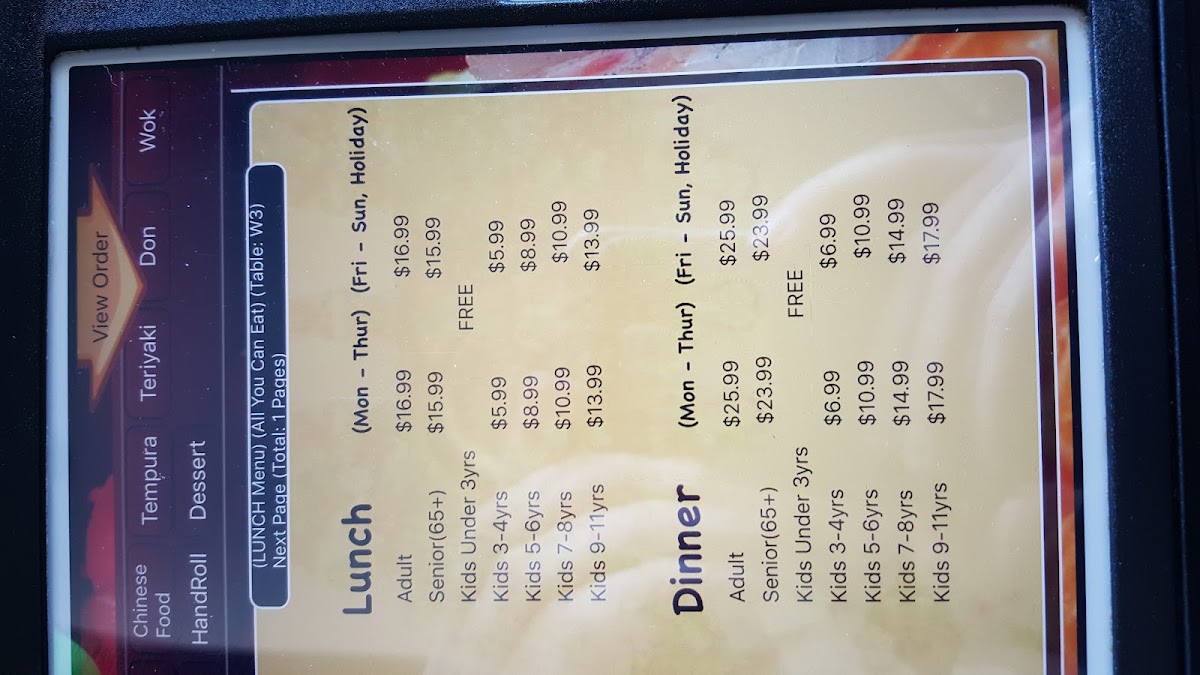 View Order
Chinese Food Tempura Teriyaki Don Wok
HandRoll Dessert
(LUNCH Menu) (All You Can Eat) (Table: W3)
Next Page (Total: 1 Pages)
Lunch (Mon - Thur) (Fri - Sun, Holiday)
Adult $16.99 $16.99
Senior(65+) $15.99 $15.99
Kids Under 3yrs FREE
Kids 3-4yrs $5.99 $5.99
Kids 5-6yrs $8.99 $8.99
Kids 7-8yrs $10.99 $10.99
Kids 9-11yrs $13.99 $13.99
Dinner (Mon - Thur) (Fri - Sun, Holiday)
Adult $25.99 $25.99
Senior(65+) $23.99 $23.99
Kids Under 3yrs FREE
Kids 3-4yrs $6.99 $6.99
Kids 5-6yrs $10.99 $10.99
Kids 7-8yrs $14.99 $14.99
Kids 9-11yrs $17.99 $17.99